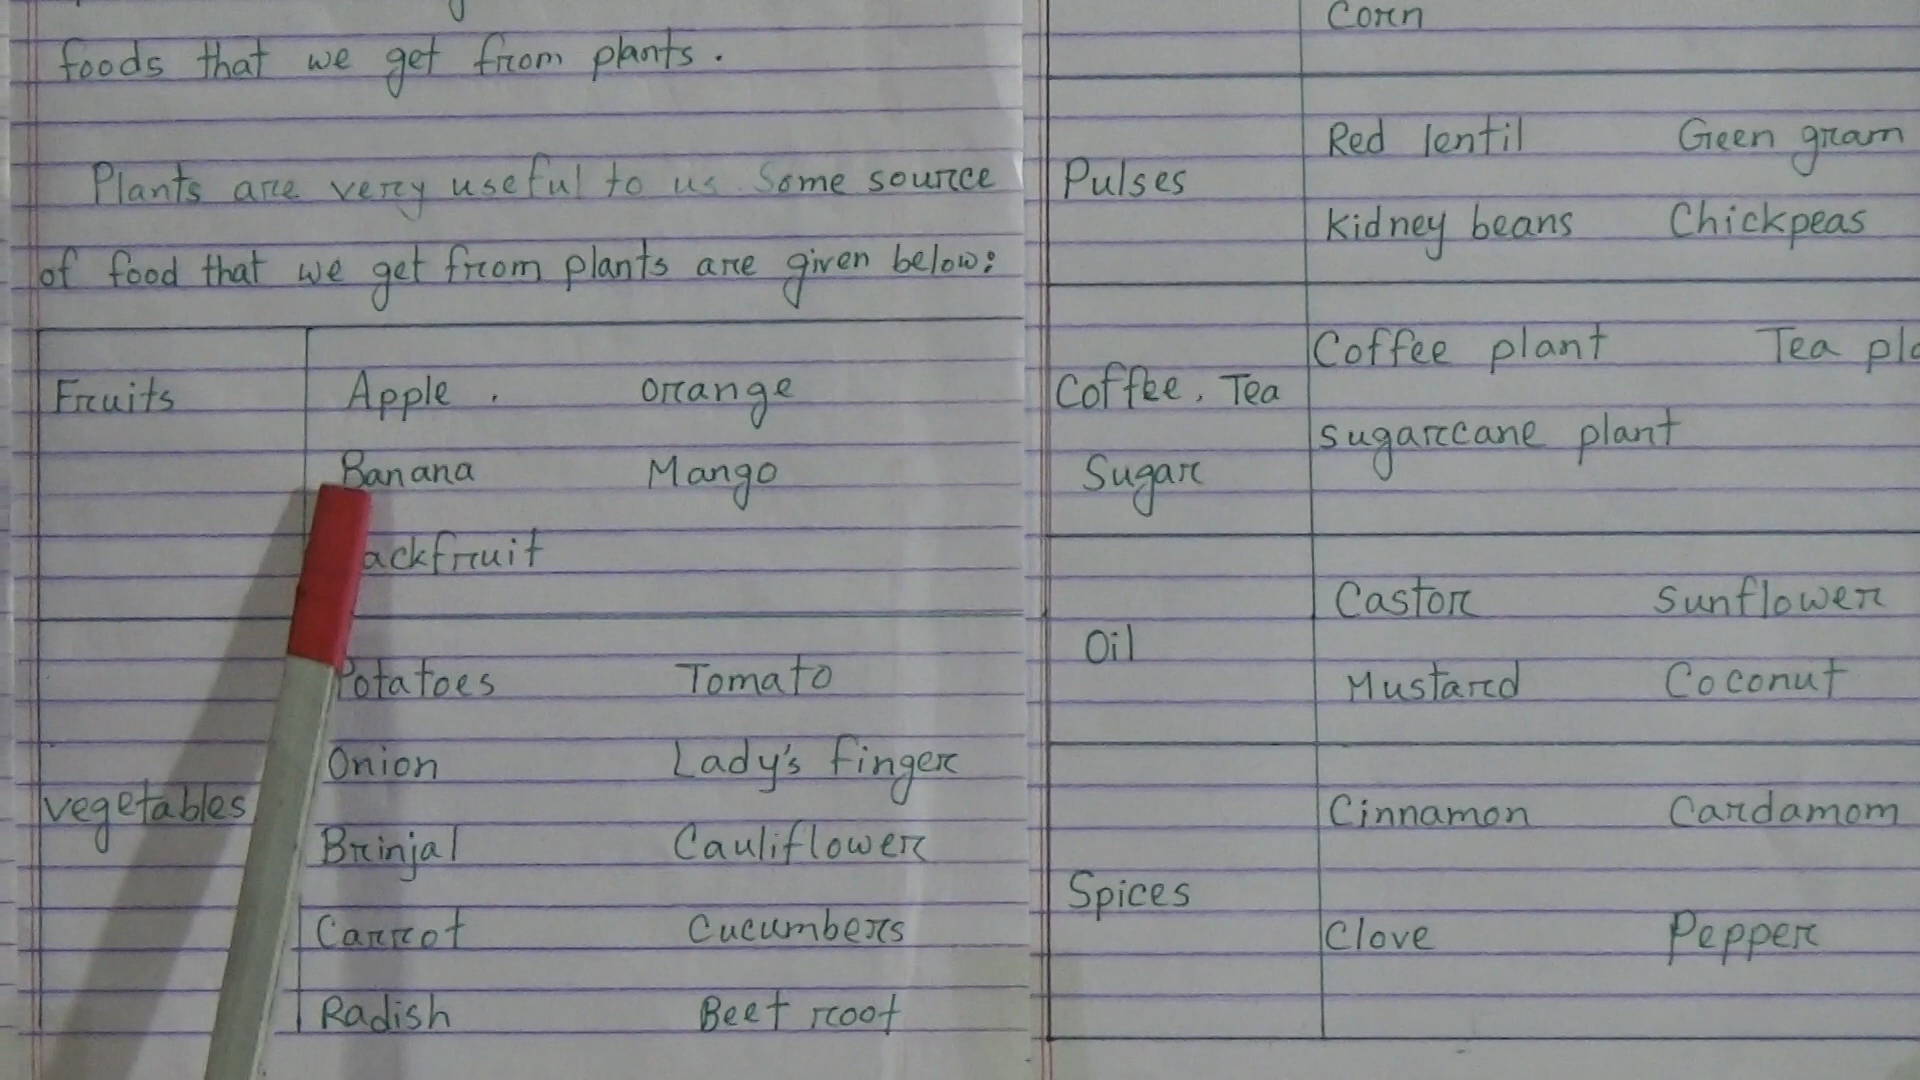 foods that we get from plants.
Plants are very useful to us. Some source
of food that we get from plants are given below:
Fruits
Apple. Orange
Banana Mango
ackfruit
vegetables
Potatoes Tomato
Onion Lady's finger
Brinjal Cauliflower
Carrot Cucumbers
Radish Beet root
Corn
Pulses
Red lentil Geen gram
Kidney beans Chickpeas
Coffee, Tea
Coffee plant Tea
Sugar
sugarcane plant
Oil
Castor Sunflower
Mustard Coconut
Spices
Cinnamon Cardamom
Clove Pepper